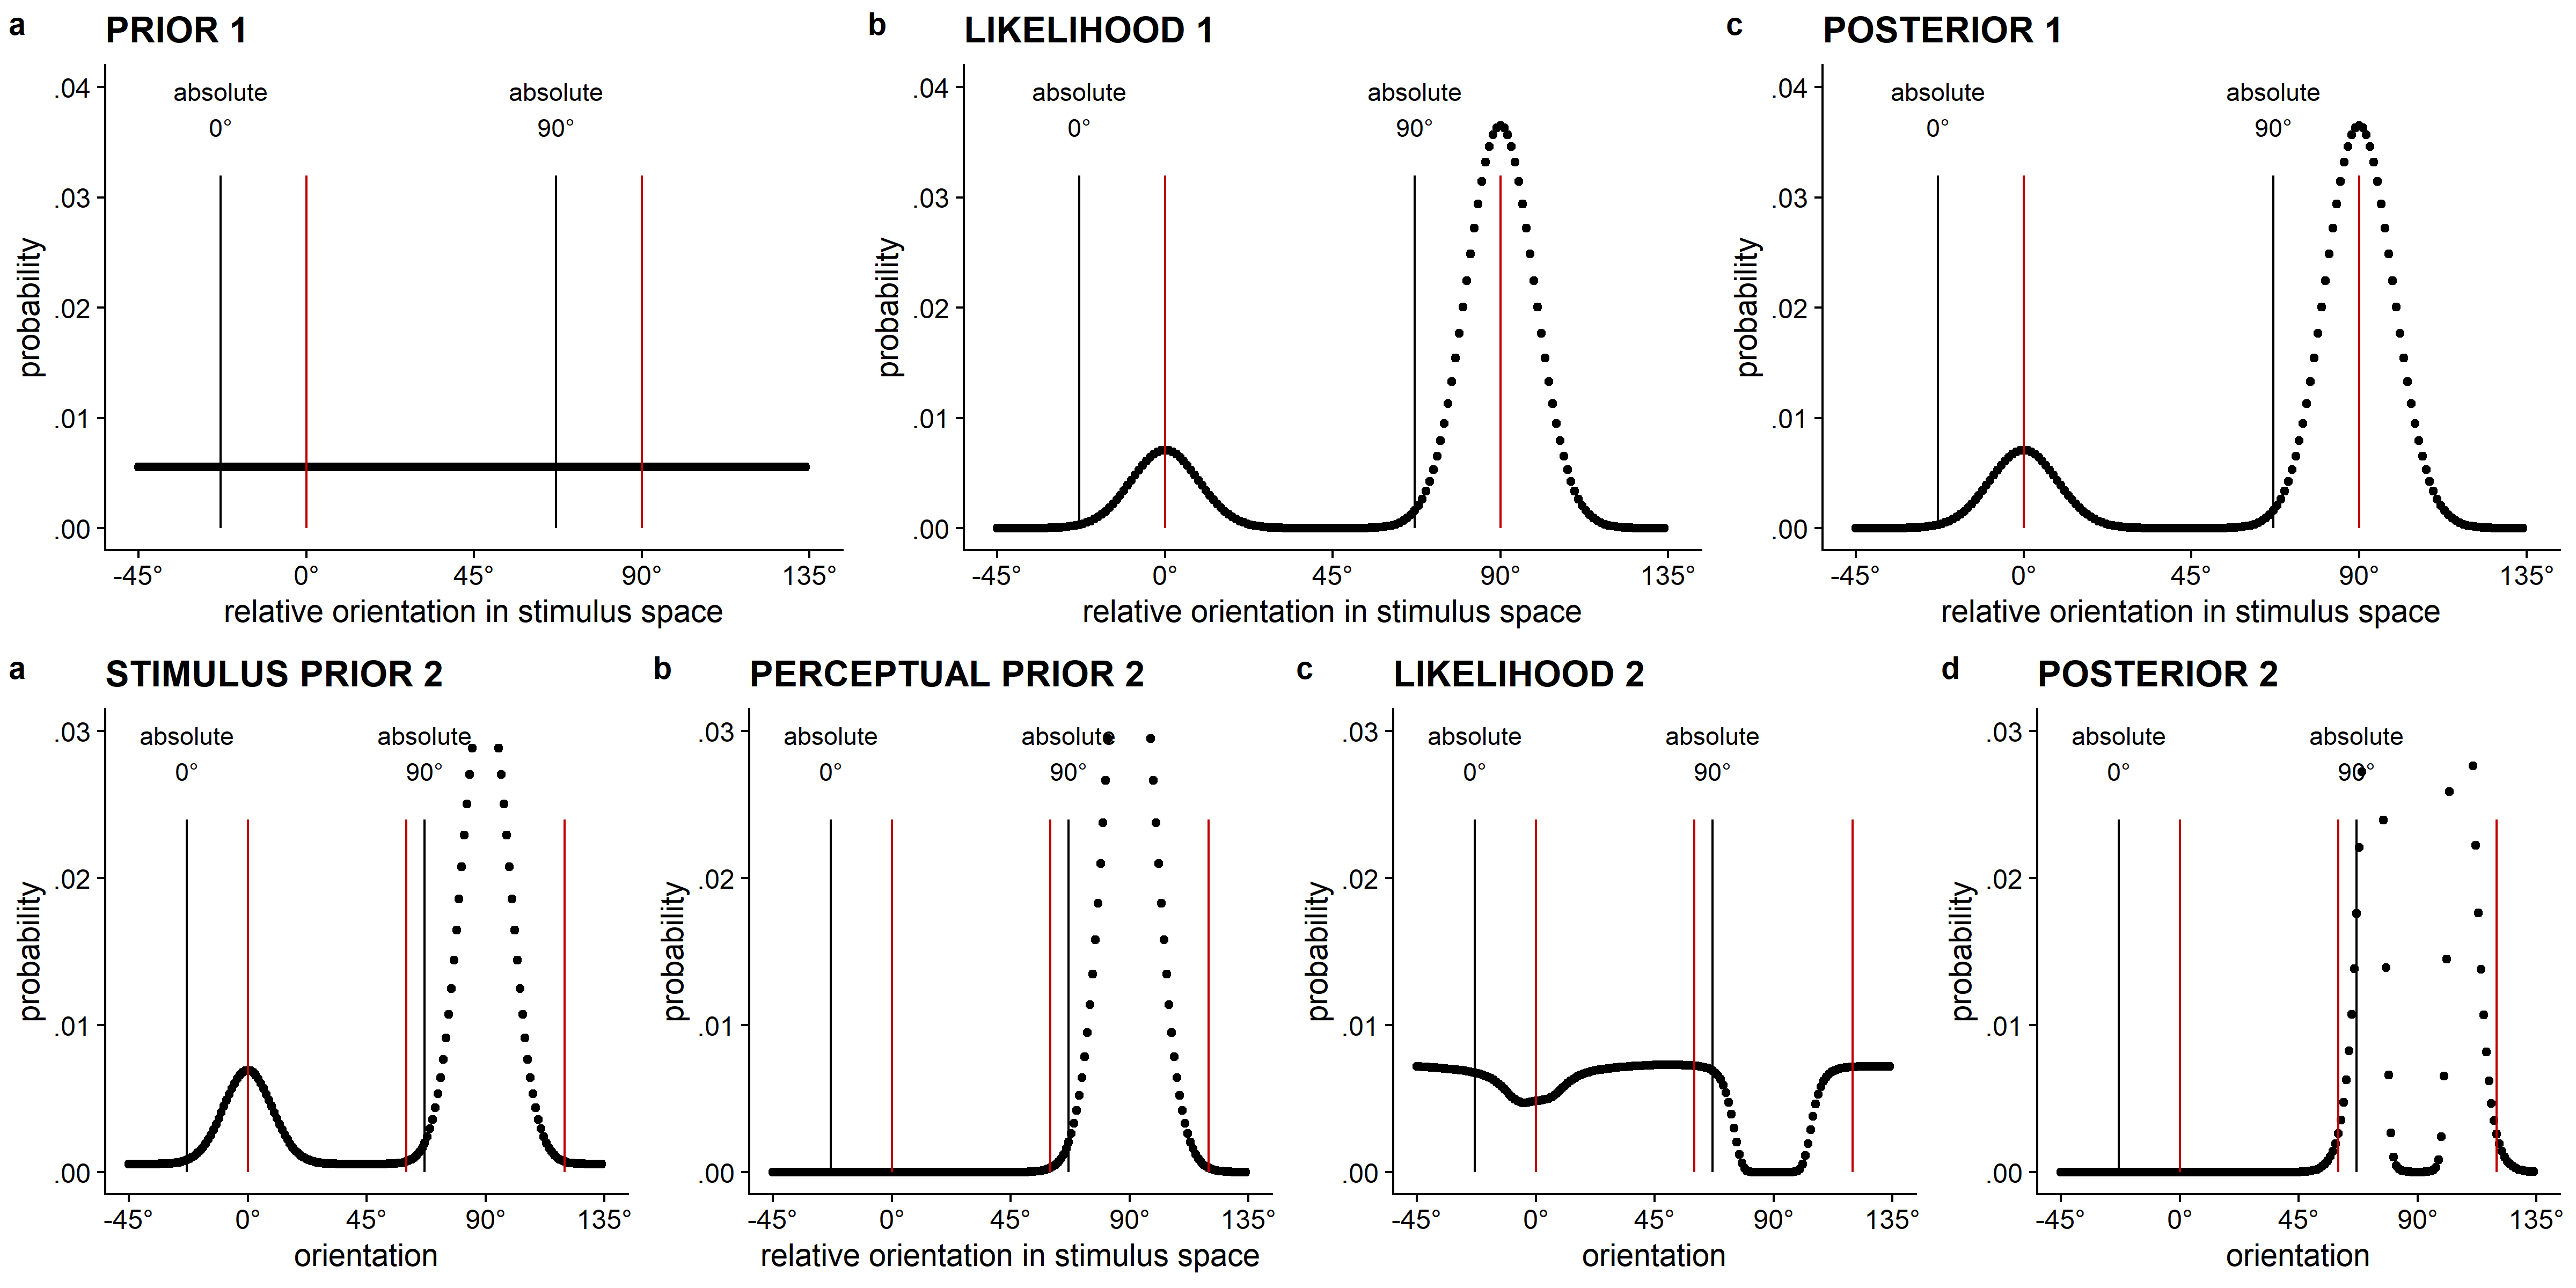 a PRIOR 1
.04
.03
.02
.01
.00
probability
absolute
0°
absolute
90°
-45° 0° 45° 90° 135°
relative orientation in stimulus space
b LIKELIHOOD 1
.04
.03
.02
.01
.00
probability
absolute
0°
absolute
90°
-45° 0° 45° 90° 135°
relative orientation in stimulus space
c POSTERIOR 1
.04
.03
.02
.01
.00
probability
absolute
0°
absolute
90°
-45° 0° 45° 90° 135°
relative orientation in stimulus space
a STIMULUS PRIOR 2
.03
.02
.01
.00
probability
absolute
0°
absolute
90°
-45° 0° 45° 90° 135°
orientation
b PERCEPTUAL PRIOR 2
.03
.02
.01
.00
probability
absolute
0°
absolute
90°
-45° 0° 45° 90° 135°
relative orientation in stimulus space
c LIKELIHOOD 2
.03
.02
.01
.00
probability
absolute
0°
absolute
90°
-45° 0° 45° 90° 135°
orientation
d POSTERIOR 2
.03
.02
.01
.00
probability
absolute
0°
absolute
90°
-45° 0° 45° 90° 135°
orientation